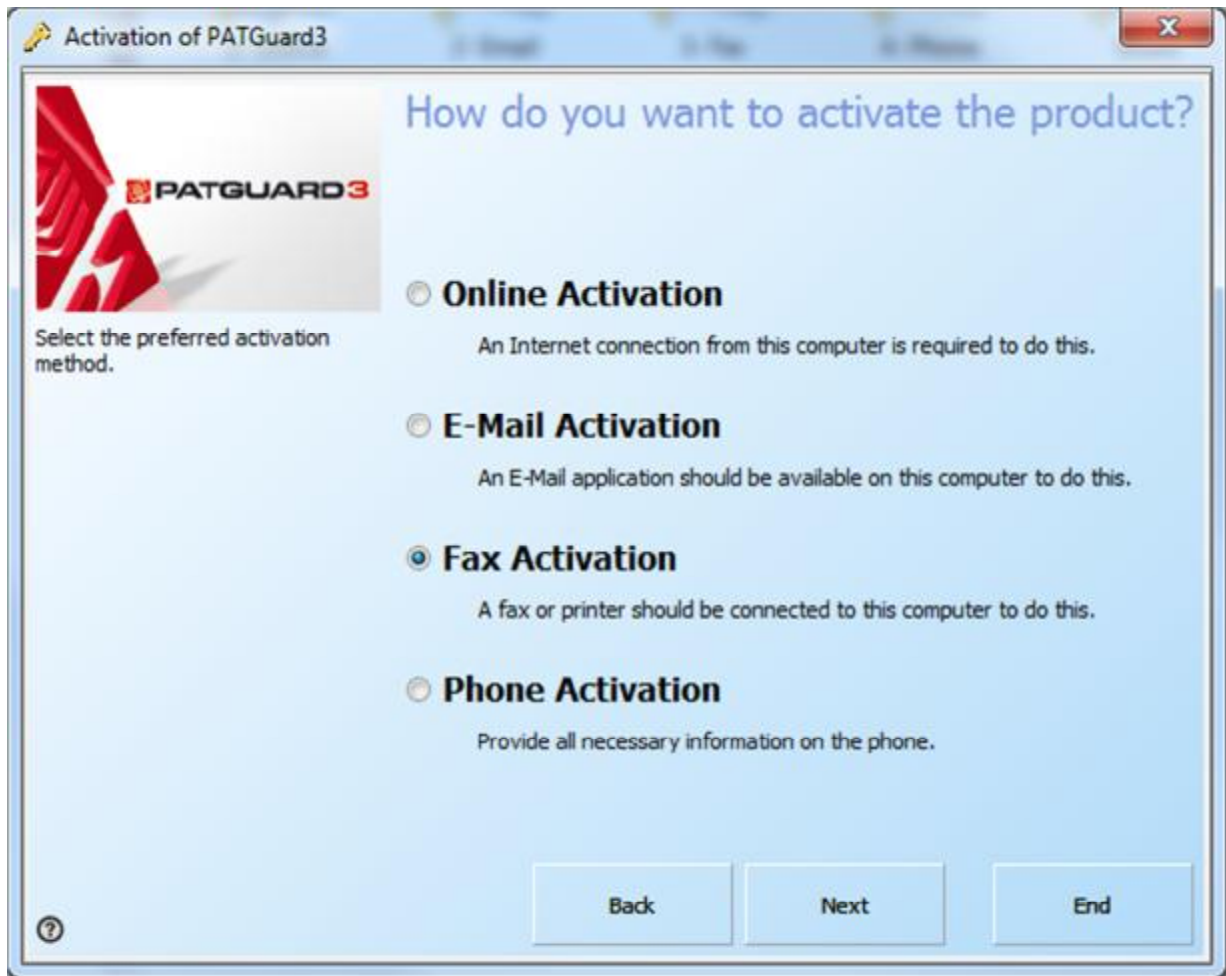 Activation of PATGuard3
How do you want to activate the product?
PATGUARD3
Select the preferred activation
method.
Online Activation
An Internet connection from this computer is required to do this.
E-Mail Activation
An E-Mail application should be available on this computer to do this.
Fax Activation
A fax or printer should be connected to this computer to do this.
Phone Activation
Provide all necessary information on the phone.
Back
Next
End